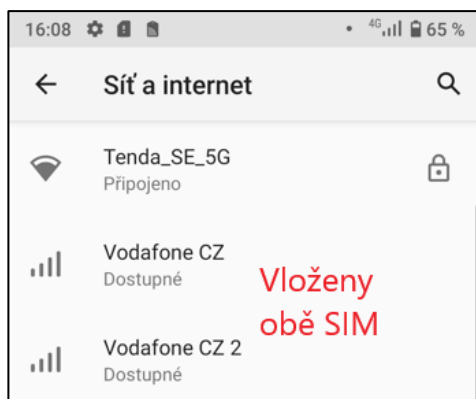 16:08 4G 65 %
Síť a internet
Tenda_SE_5G
Připojeno
Vodafone CZ
Dostupné
Vloženy
obě SIM
Vodafone CZ 2
Dostupné